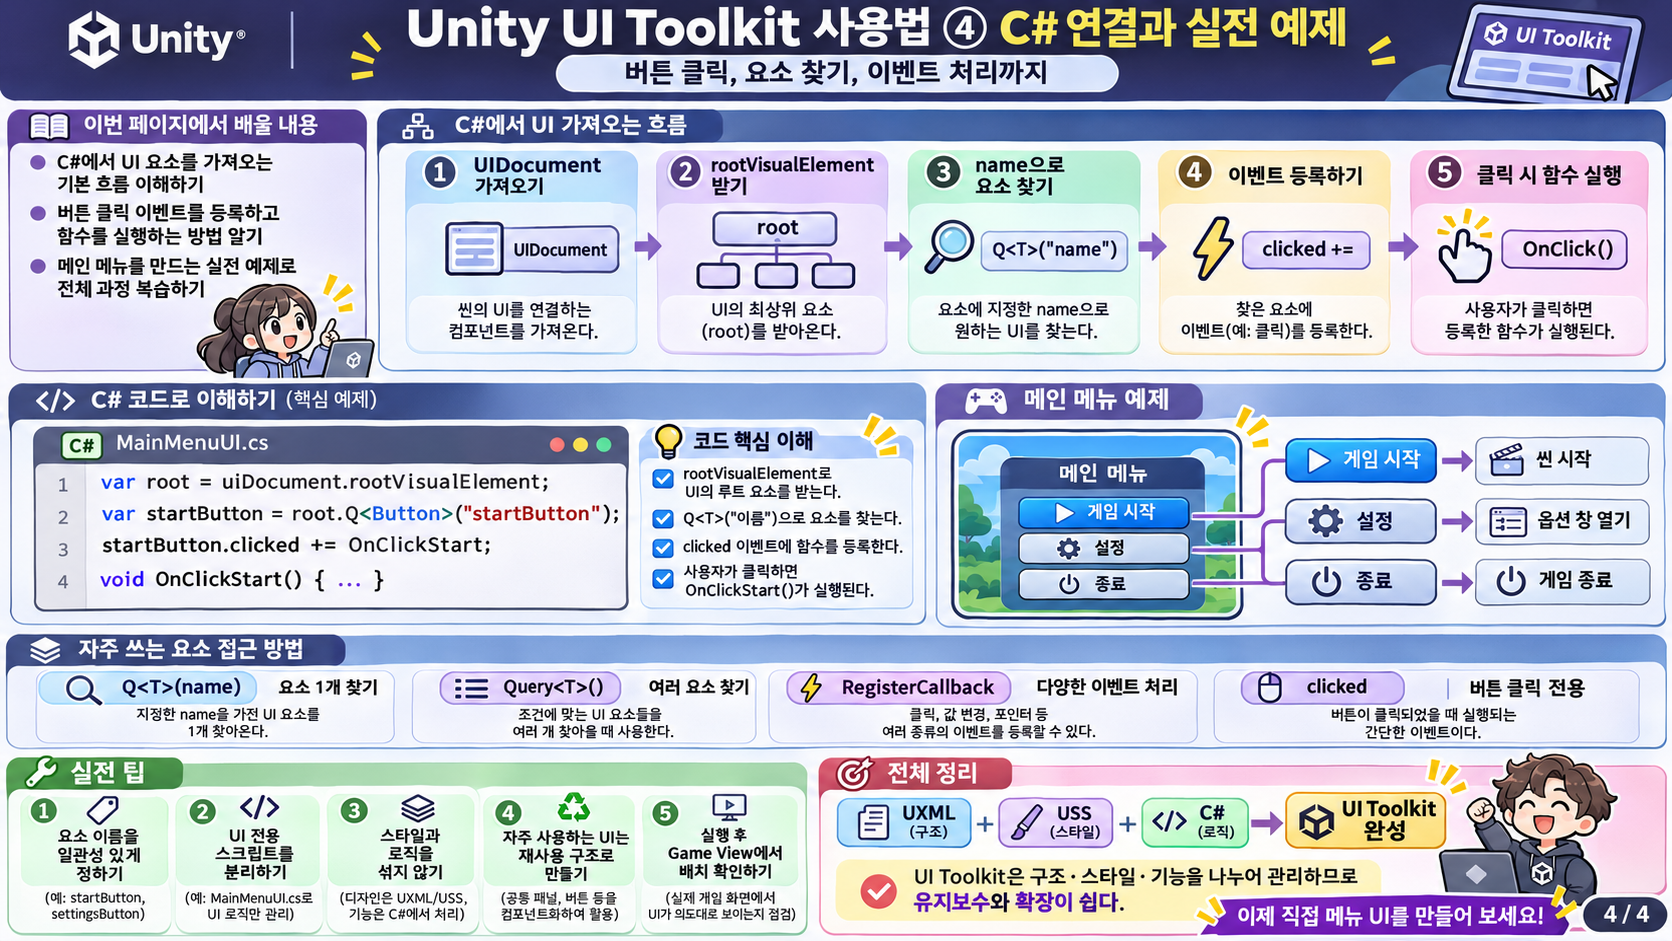 Unity®
Unity UI Toolkit 사용법 ④ C# 연결과 실전 예제
버튼 클릭, 요소 찾기, 이벤트 처리까지
UI Toolkit
이번 페이지에서 배울 내용
C#에서 UI 요소를 가져오는
기본 흐름 이해하기
버튼 클릭 이벤트를 등록하고
함수를 실행하는 방법 알기
메인 메뉴를 만드는 실전 예제로
전체 과정 복습하기
C#에서 UI 가져오는 흐름
1 UIDocument
가져오기
UIDocument
씬의 UI를 연결하는
컴포넌트를 가져온다.
2 rootVisualElement
받기
root
UI의 최상위 요소
(root)를 받아온다.
3 name으로
요소 찾기
Q<T>("name")
요소에 지정한 name으로
원하는 UI를 찾는다.
4 이벤트 등록하기
clicked +=
찾은 요소에
이벤트(예: 클릭)를 등록한다.
5 클릭 시 함수 실행
OnClick()
사용자가 클릭하면
등록한 함수가 실행된다.
</> C# 코드로 이해하기 (핵심 예제)
C# MainMenuUI.cs
1 var root = uiDocument.rootVisualElement;
2 var startButton = root.Q<Button>("startButton");
3 startButton.clicked += OnClickStart;
4 void OnClickStart() { ... }
코드 핵심 이해
rootVisualElement로
UI의 루트 요소를 받는다.
Q<T>("이름")으로 요소를 찾는다.
clicked 이벤트에 함수를 등록한다.
사용자가 클릭하면
OnClickStart()가 실행된다.
메인 메뉴 예제
메인 메뉴
게임 시작
설정
종료
게임 시작
씬 시작
설정
옵션 창 열기
종료
게임 종료
자주 쓰는 요소 접근 방법
Q<T>(name) 요소 1개 찾기
지정한 name을 가전 UI 요소를
1개 찾아온다.
Query<T>() 여러 요소 찾기
조건에 맞는 UI 요소들을
여러 개 찾아올 때 사용한다.
RegisterCallback 다양한 이벤트 처리
클릭, 값 변경, 포인터 등
여러 종류의 이벤트를 등록할 수 있다.
clicked 버튼 클릭 전용
버튼이 클릭되었을 때 실행되는
간단한 이벤트이다.
실전 팁
1
요소 이름을
일관성 있게
정하기
(예: startButton,
settingsButton)
2 </>
UI 전용
스크립트를
분리하기
(예: MainMenuUI.cs로
UI 로직만 관리)
3
스타일과
로직을
섞지 않기
(디자인은 UXML/USS,
기능은 C#에서 처리)
4
자주 사용하는 UI는
재사용 구조로
만들기
(공통 패널, 버튼 등을
컴포넌트화하여 활용)
5
실행 후
Game View에서
배치 확인하기
(실제 게임 화면에서
UI가 의도대로 보이는지 점검)
전체 정리
UXML
(구조)
+
USS
(스타일)
+
</> C#
(로직)
UI Toolkit
완성
UI Toolkit은 구조 · 스타일 · 기능을 나누어 관리하므로
유지보수와 확장이 쉽다.
이제 직접 메뉴 UI를 만들어 보세요!
4 / 4